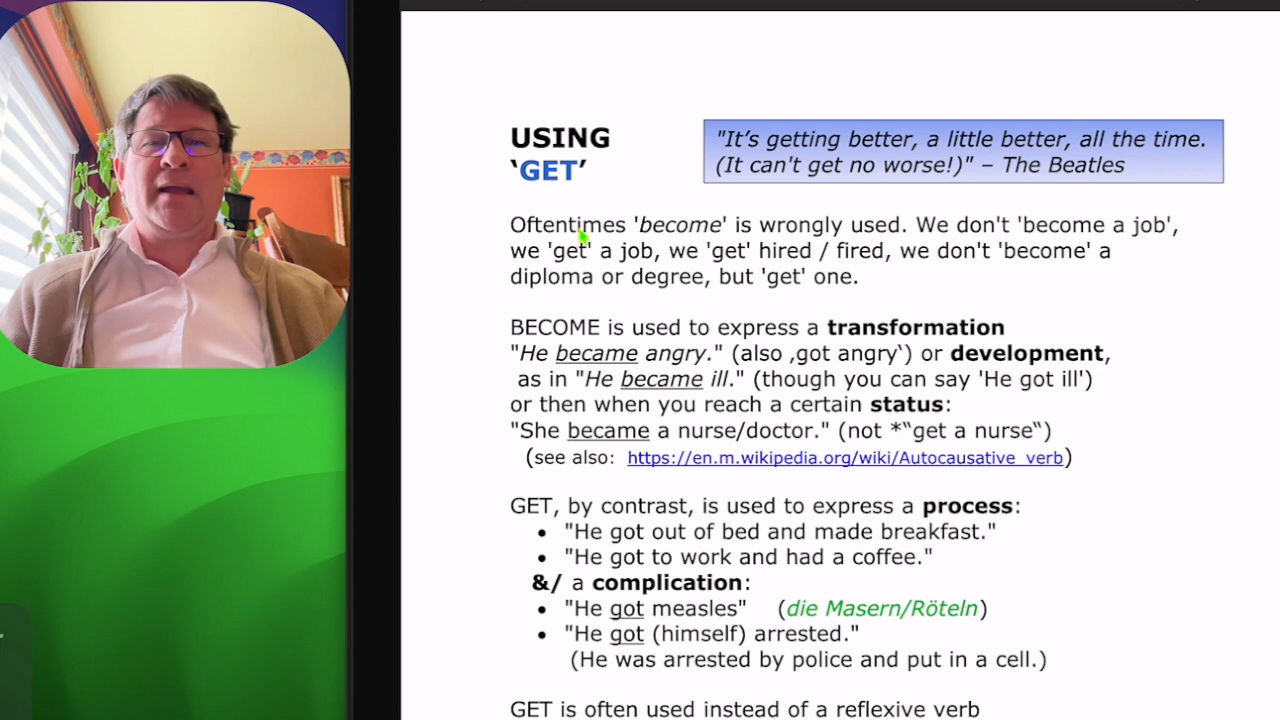 USING
‘GET’
"It’s getting better, a little better, all the time.
(It can't get no worse!)" – The Beatles
Oftentimes 'become' is wrongly used. We don't 'become a job',
we 'get' a job, we 'get' hired / fired, we don't 'become' a
diploma or degree, but 'get' one.
BECOME is used to express a transformation
"He became angry." (also ‚got angry‛) or development,
as in "He became ill." (though you can say 'He got ill')
or then when you reach a certain status:
"She became a nurse/doctor." (not *“get a nurse“)
(see also: https://en.m.wikipedia.org/wiki/Autocausative_verb)
GET, by contrast, is used to express a process:
• "He got out of bed and made breakfast."
• "He got to work and had a coffee."
&/ a complication:
• "He got measles" (die Masern/Röteln)
• "He got (himself) arrested."
(He was arrested by police and put in a cell.)
GET is often used instead of a reflexive verb